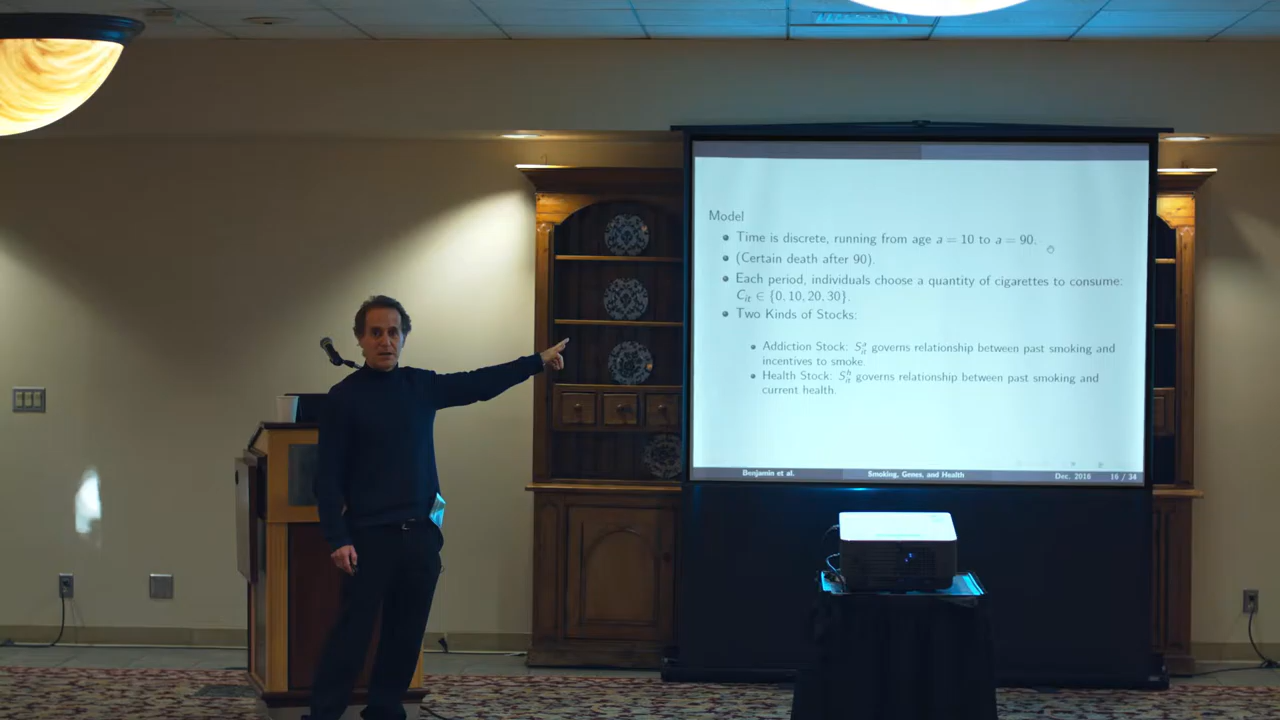 Model
Time is discrete, running from age a = 10 to a = 90.
(Certain death after 90).
Each period, individuals choose a quantity of cigarettes to consume:
C_it ∈ {0, 10, 20, 30}.
Two Kinds of Stocks:
Addiction Stock: S^a_it governs relationship between past smoking and
incentives to smoke.
Health Stock: S^h_it governs relationship between past smoking and
current health.
Benjamin et al. Smoking, Genes, and Health Dec. 2016 16 / 34